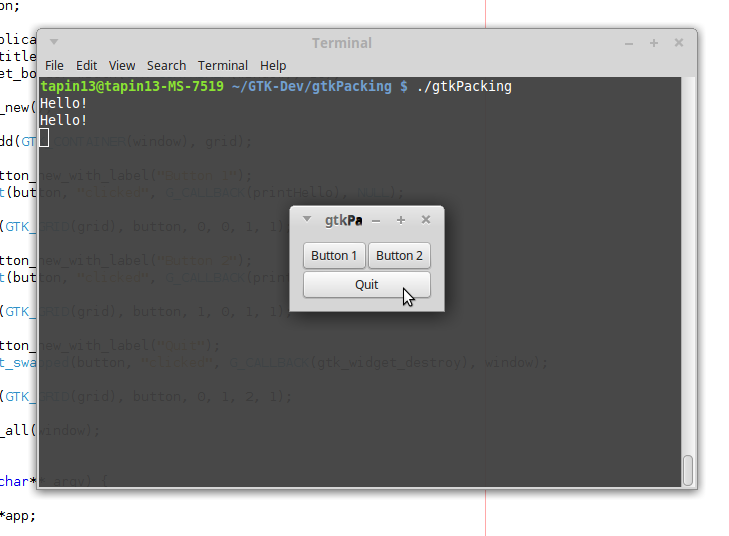 on;
plica
Terminal
title
File Edit View Search Terminal Help
et_bo
tapin13@tapin13-MS-7519 ~/GTK-Dev/gtkPacking $ ./gtkPacking
_new(
Hello!
Hello!
dd(GTK_CONTAINER(window), grid);
tton_new_with_label("Button 1");
t(button, "clicked", G_CALLBACK(printHello), NULL);
gtkPa
(GTK_GRID(grid), button, 0, 0, 1, 1);
Button 1 Button 2
tton_new_with_label("Button 2");
t(button, "clicked", G_CALLBACK(print
Quit
(GTK_GRID(grid), button, 1, 0, 1, 1);
tton_new_with_label("Quit");
t_swapped(button, "clicked", G_CALLBACK(gtk_widget_destroy), window);
(GTK_GRID(grid), button, 0, 1, 2, 1);
_all(window);
char** argv) {
*app;